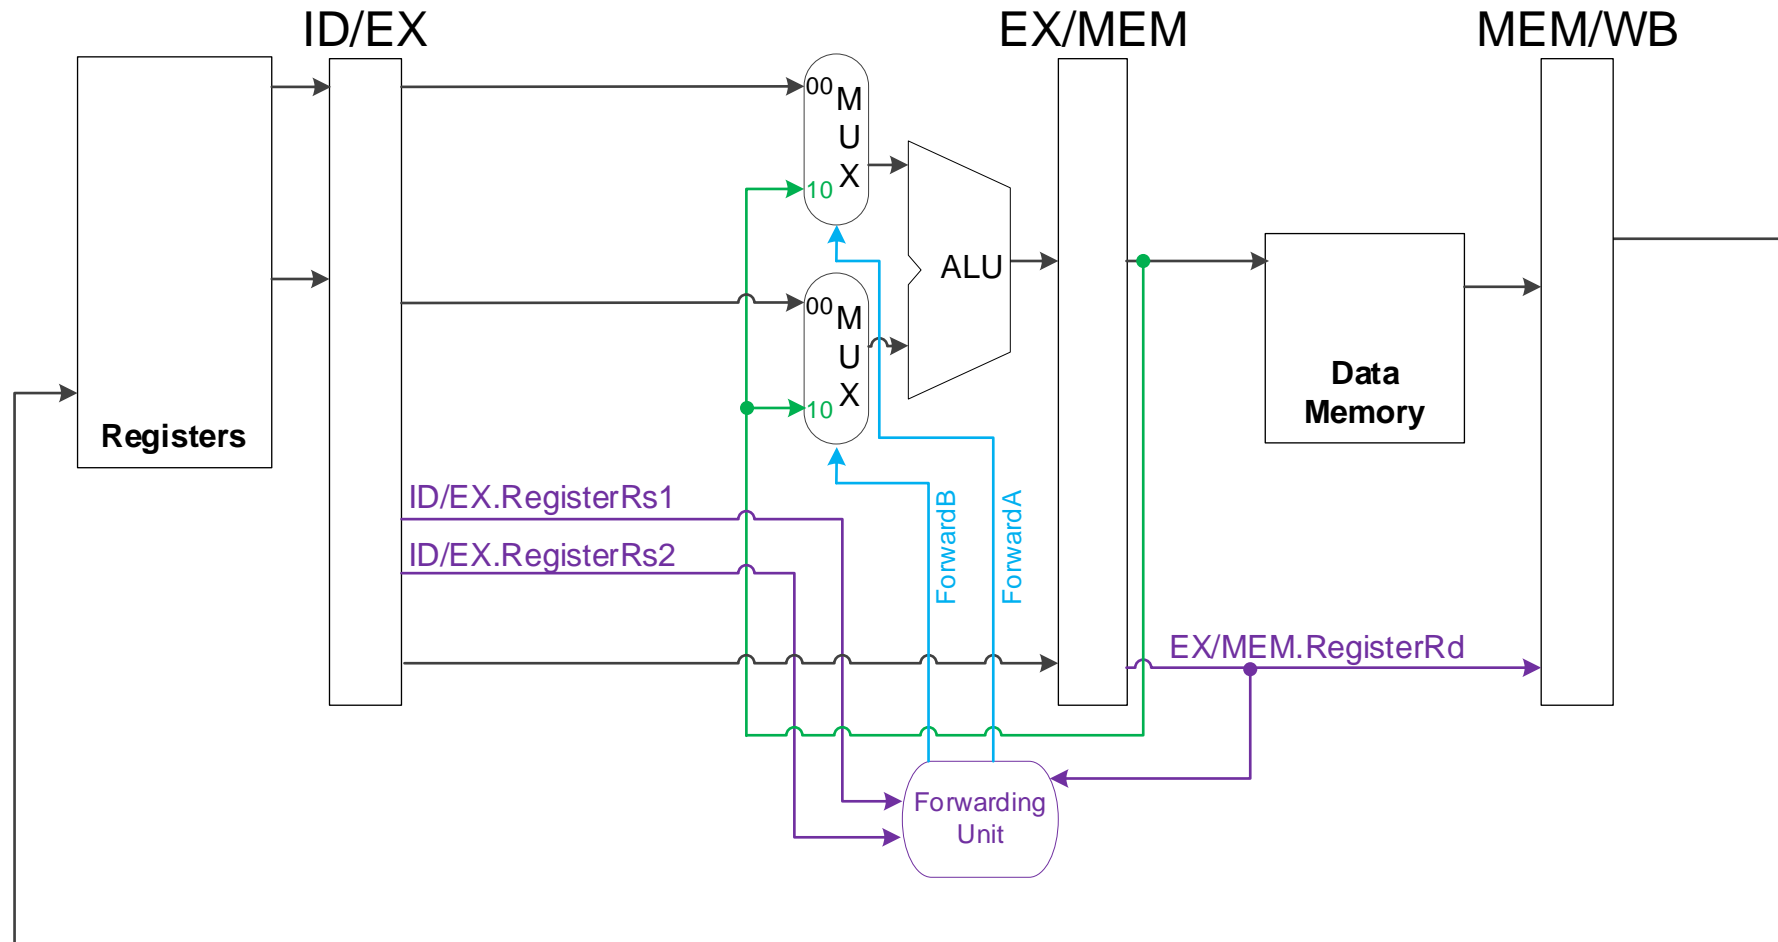 ID/EX
EX/MEM
MEM/WB
00
M
U
X
10
ALU
00
M
U
X
10
Registers
Data
Memory
ID/EX.RegisterRs1
ID/EX.RegisterRs2
ForwardB
ForwardA
EX/MEM.RegisterRd
Forwarding
Unit